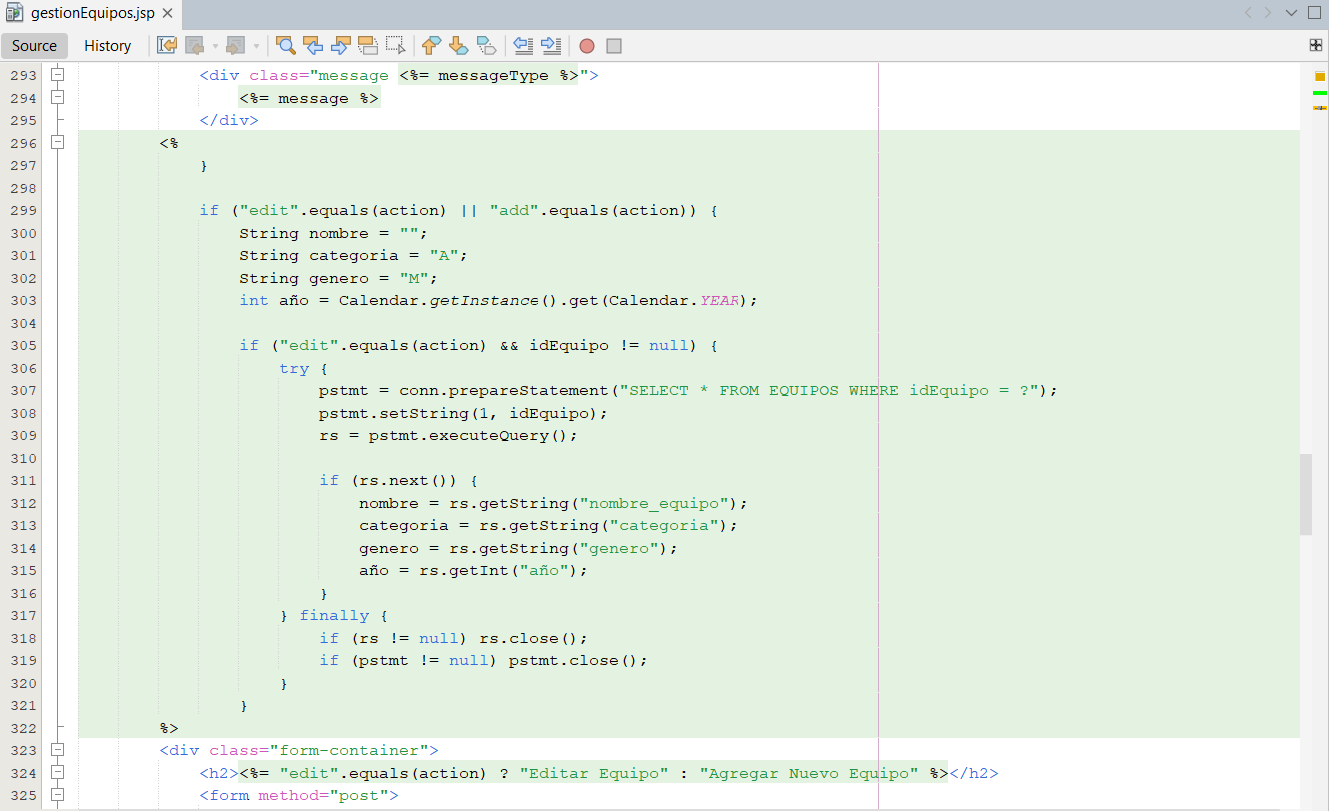 gestionEquipos.jsp
Source History
293 <div class="message <%= messageType %>">
294 <%= message %>
295 </div>
296 <%
297 }
298
299 if ("edit".equals(action) || "add".equals(action)) {
300 String nombre = "";
301 String categoria = "A";
302 String genero = "M";
303 int año = Calendar.getInstance().get(Calendar.YEAR);
304
305 if ("edit".equals(action) && idEquipo != null) {
306 try {
307 pstmt = conn.prepareStatement("SELECT * FROM EQUIPOS WHERE idEquipo = ?");
308 pstmt.setString(1, idEquipo);
309 rs = pstmt.executeQuery();
310
311 if (rs.next()) {
312 nombre = rs.getString("nombre_equipo");
313 categoria = rs.getString("categoria");
314 genero = rs.getString("genero");
315 año = rs.getInt("año");
316 }
317 } finally {
318 if (rs != null) rs.close();
319 if (pstmt != null) pstmt.close();
320 }
321 }
322 %>
323 <div class="form-container">
324 <h2><%= "edit".equals(action) ? "Editar Equipo" : "Agregar Nuevo Equipo" %></h2>
325 <form method="post">